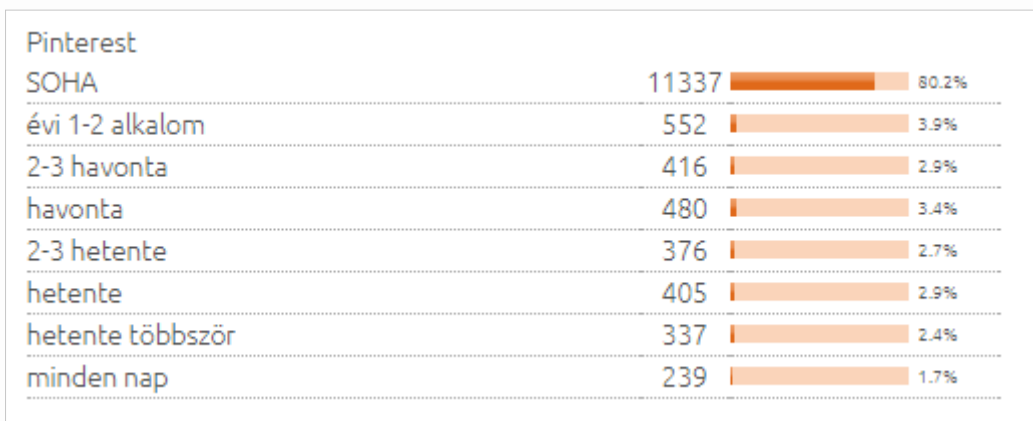 Pinterest
SOHA 11337 80.2%
évi 1-2 alkalom 552 3.9%
2-3 havonta 416 2.9%
havonta 480 3.4%
2-3 hetente 376 2.7%
hetente 405 2.9%
hetente többször 337 2.4%
minden nap 239 1.7%